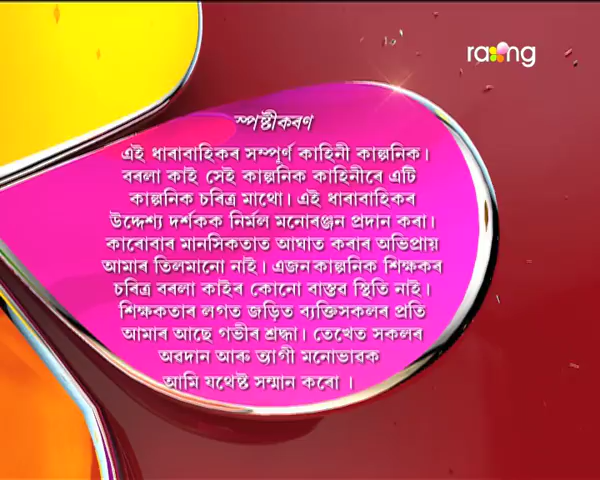 raong
স্পষ্টীকৰণ
এই ধাৰাবাহিকৰ সম্পূৰ্ণ কাহিনী কাল্পনিক।
বৰলা কাই সেই কাল্পনিক কাহিনীৰে এটি
কাল্পনিক চৰিত্ৰ মাথো। এই ধাৰাবাহিকৰ
উদ্দেশ্য দৰ্শকক নিৰ্মল মনোৰঞ্জন প্ৰদান কৰা।
কাৰোবাৰ মানসিকতাত আঘাত কৰাৰ অভিপ্ৰায়
আমাৰ তিলমানো নাই। এজন কাল্পনিক শিক্ষকৰ
চৰিত্ৰ বৰলা কাইৰ কোনো বাস্তৱ স্থিতি নাই।
শিক্ষকতাৰ লগত জড়িত ব্যক্তিসকলৰ প্ৰতি
আমাৰ আছে গভীৰ শ্ৰদ্ধা। তেখেত সকলৰ
অৱদান আৰু ত্যাগী মনোভাৱক
আমি যথেষ্ট সন্মান কৰো ।